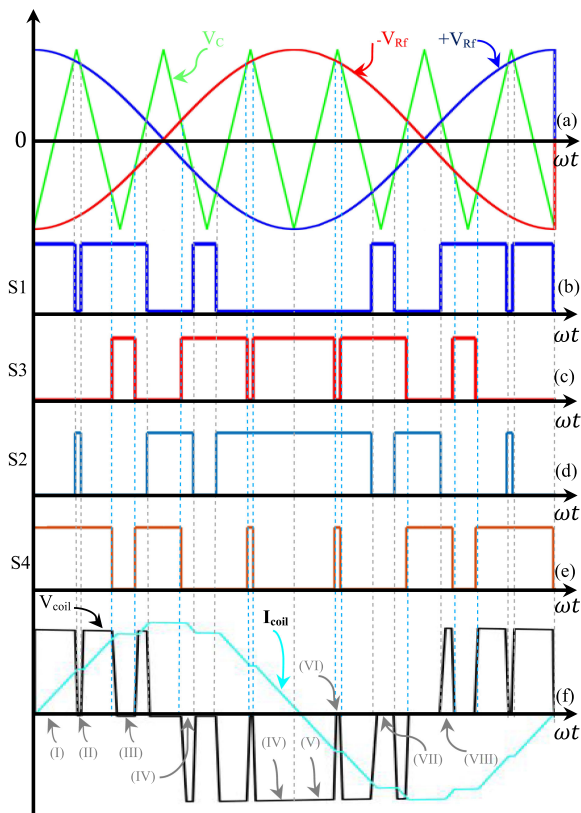 V_C
-V_Rf
+V_Rf
0
(a)
ωt
S1
(b)
ωt
S3
(c)
ωt
S2
(d)
ωt
S4
(e)
ωt
V_coil
I_coil
(VI)
(f)
ωt
(I)
(II)
(III)
(IV)
(IV)
(V)
(VII)
(VIII)